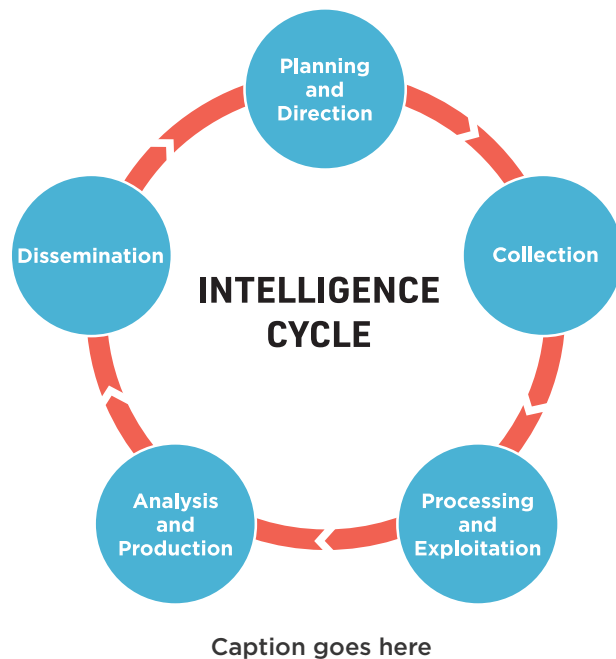 Planning
and
Direction
Dissemination
Collection
INTELLIGENCE
CYCLE
Analysis
and
Production
Processing
and
Exploitation
Caption goes here